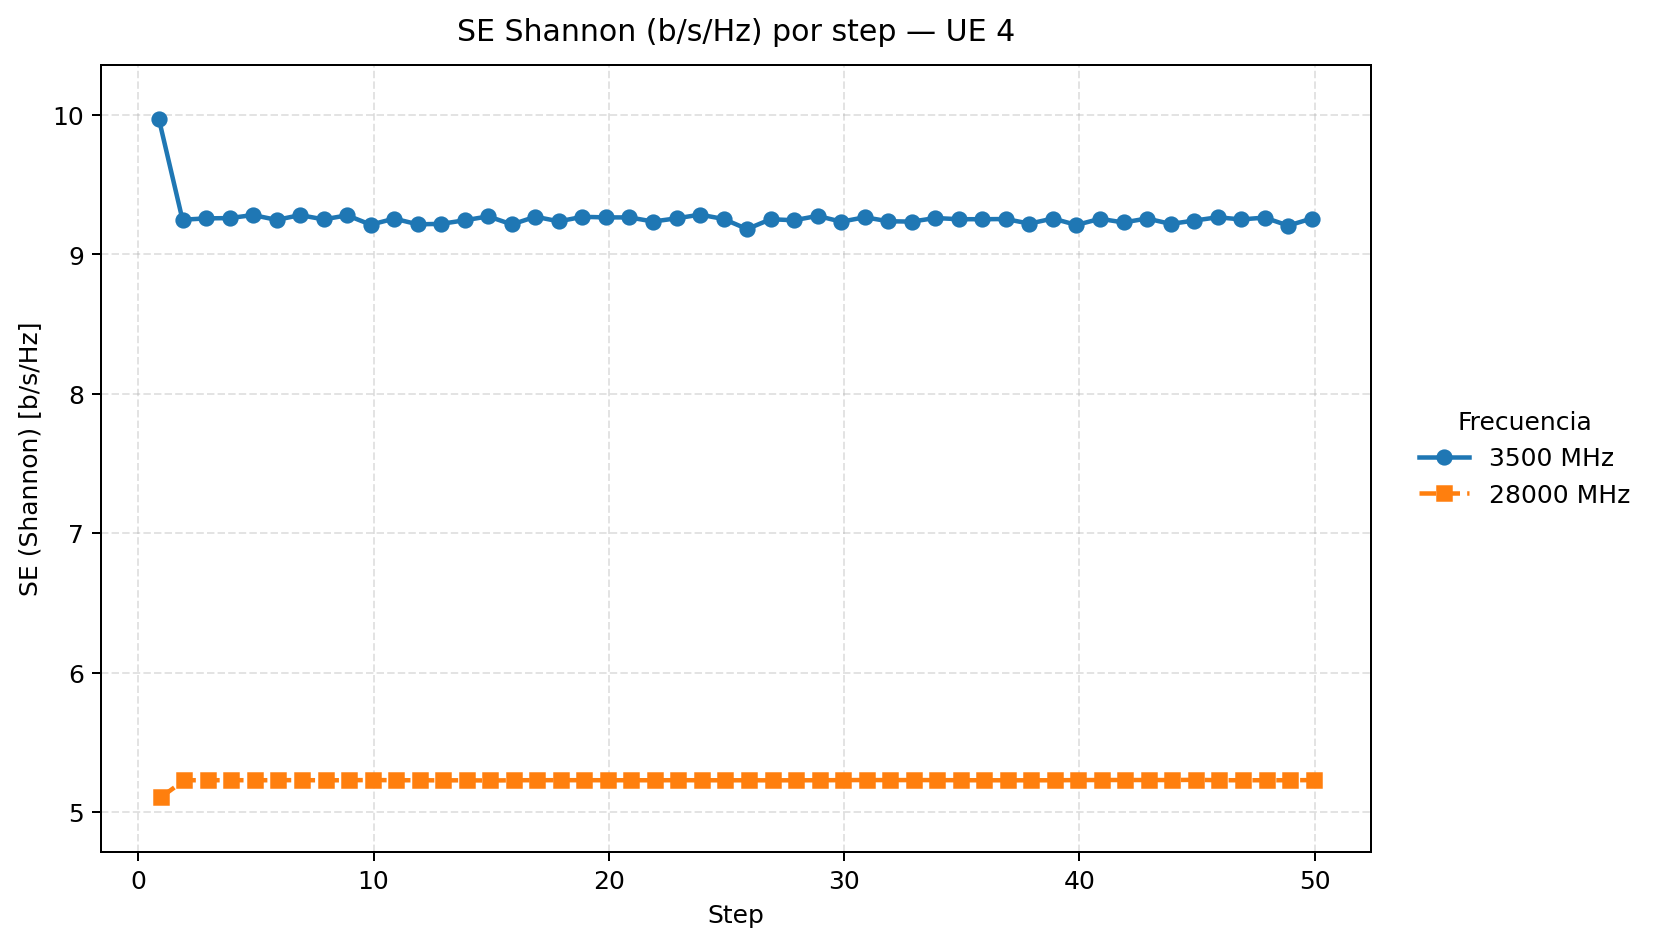 SE Shannon (b/s/Hz) por step — UE 4
SE (Shannon) [b/s/Hz]
10
9
8
7
6
5
0 10 20 30 40 50
Step
Frecuencia
3500 MHz
28000 MHz